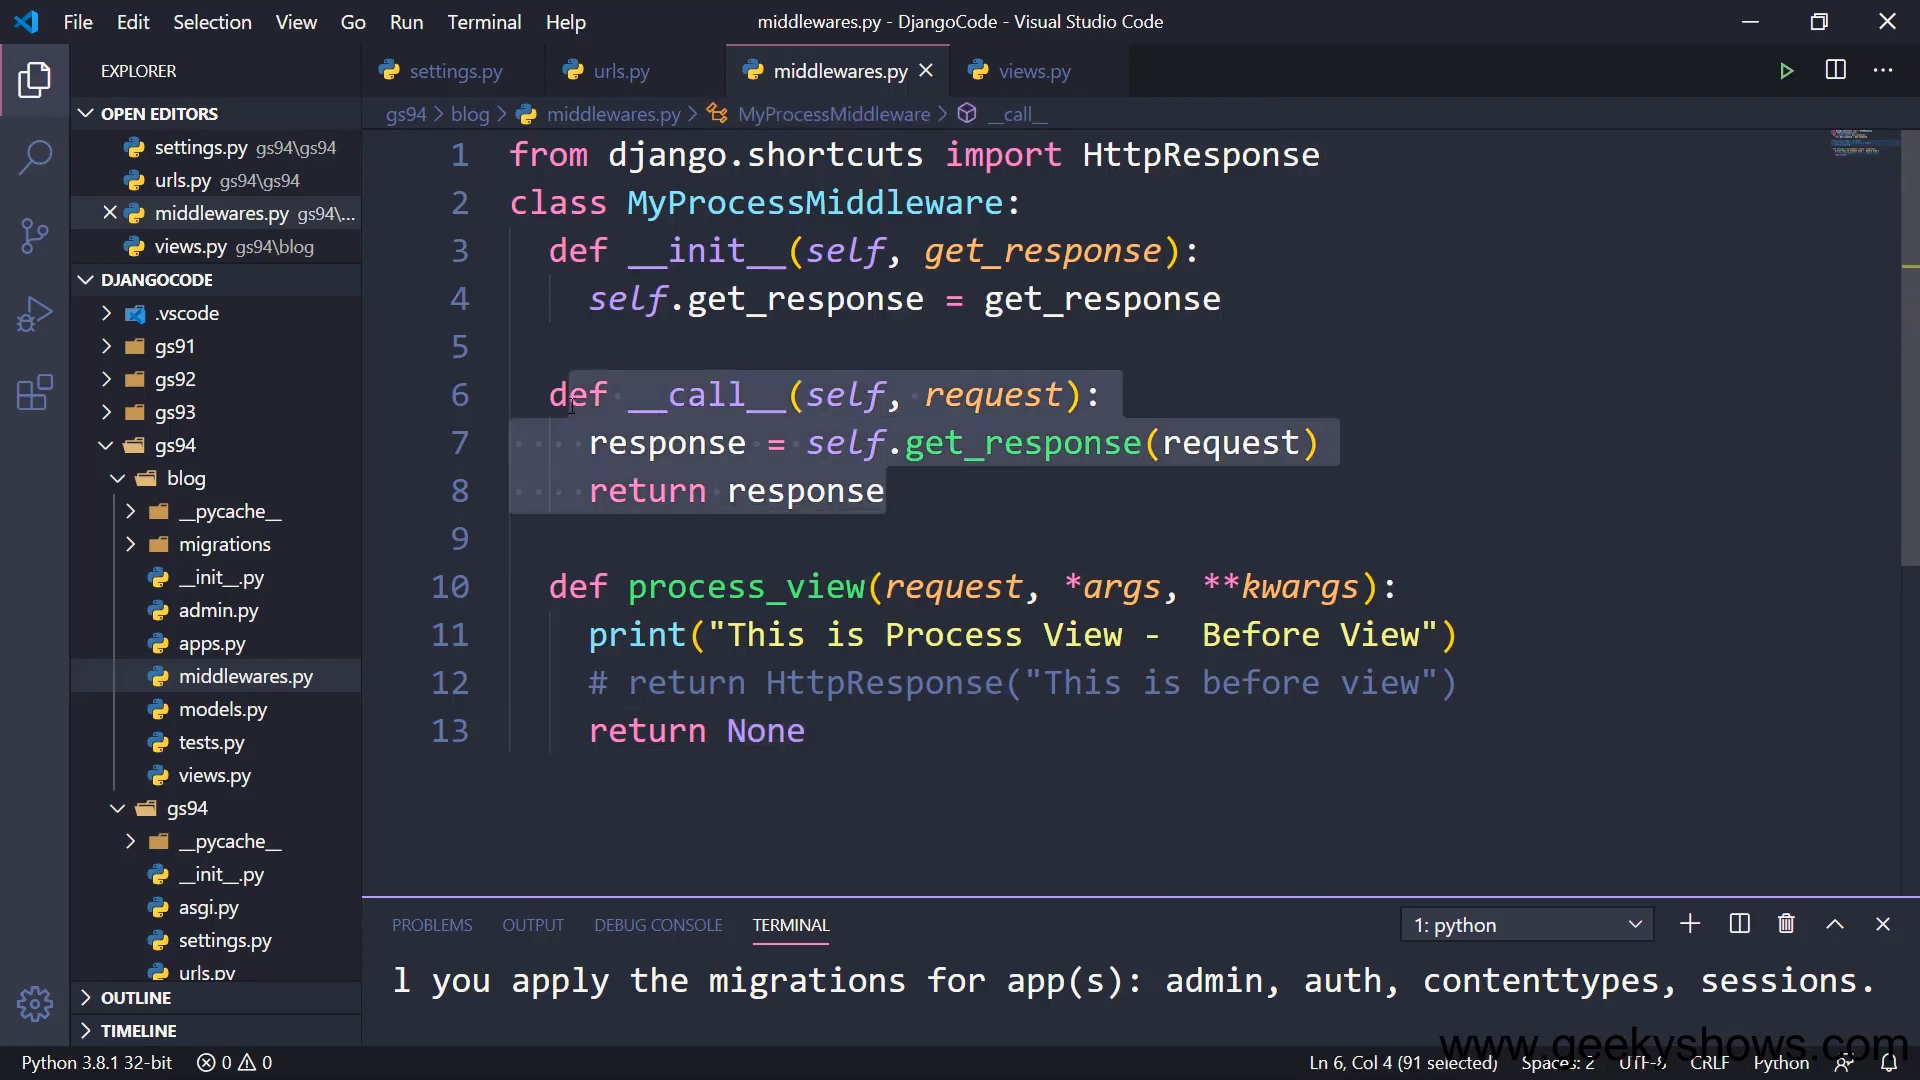 File Edit Selection View Go Run Terminal Help
middlewares.py - DjangoCode - Visual Studio Code
EXPLORER
OPEN EDITORS
settings.py gs94\gs94
urls.py gs94\gs94
middlewares.py gs94\...
views.py gs94\blog
DJANGOCODE
.vscode
gs91
gs92
gs93
gs94
blog
__pycache__
migrations
__init__.py
admin.py
apps.py
middlewares.py
models.py
tests.py
views.py
gs94
__pycache__
__init__.py
asgi.py
settings.py
urls.py
OUTLINE
TIMELINE
settings.py urls.py middlewares.py views.py
gs94 > blog > middlewares.py > MyProcessMiddleware > __call__
1 from django.shortcuts import HttpResponse
2 class MyProcessMiddleware:
3 def __init__(self, get_response):
4 self.get_response = get_response
5
6 def __call__(self, request):
7 response = self.get_response(request)
8 return response
9
10 def process_view(request, *args, **kwargs):
11 print("This is Process View -  Before View")
12 # return HttpResponse("This is before view")
13 return None
PROBLEMS OUTPUT DEBUG CONSOLE TERMINAL
1: python
l you apply the migrations for app(s): admin, auth, contenttypes, sessions.
www.geekyshows.com
Python 3.8.1 32-bit 0 0 Ln 6, Col 4 (91 selected) Spaces: 2 UTF-8 CRLF Python